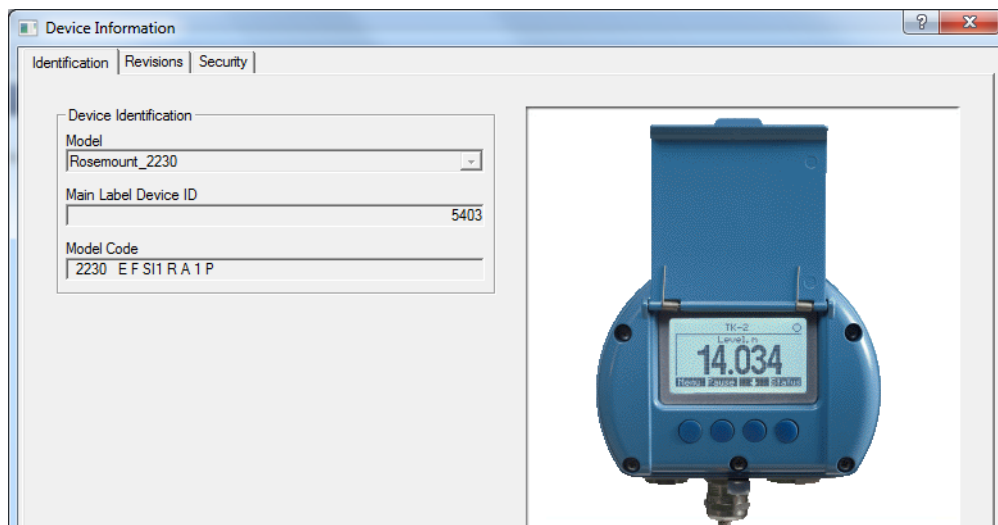 Device Information
?
X
Identification
Revisions
Security
Device Identification
Model
Rosemount_2230
Main Label Device ID
5403
Model Code
2230 E F SI1 R A 1 P
TK-2
Level,m
14.034
Menu Pause Status